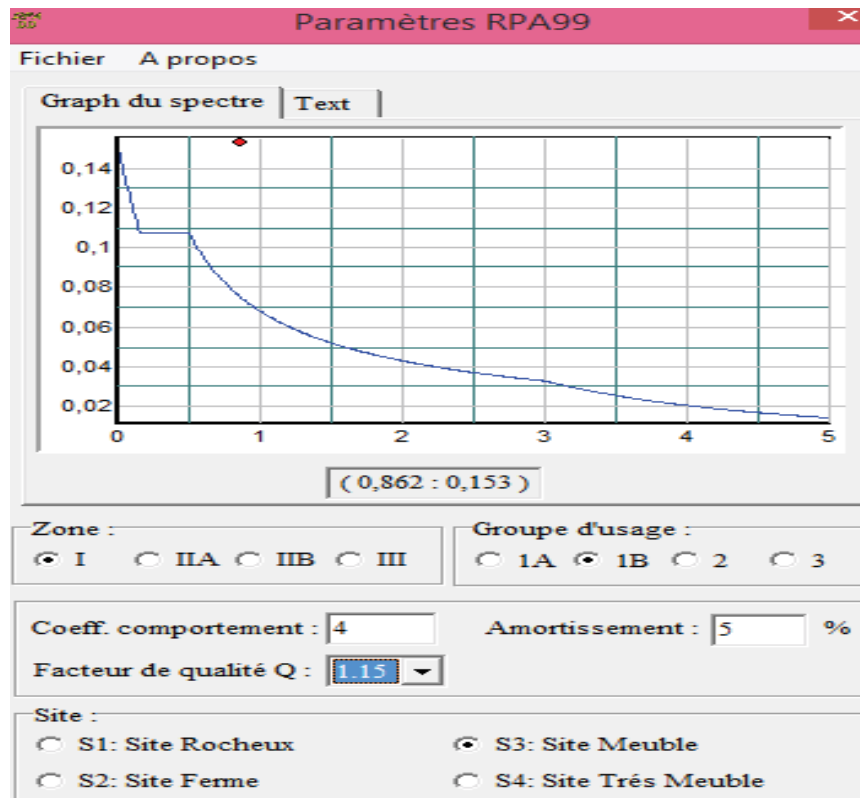 Paramètres RPA99
Fichier A propos
Graph du spectre Text
0,14
0,12
0,1
0,08
0,06
0,04
0,02
0 1 2 3 4 5
( 0,862 : 0,153 )
Zone :
I IIA IIB III
Groupe d'usage :
1A 1B 2 3
Coeff. comportement : 4 Amortissement : 5 %
Facteur de qualité Q : 1.15
Site :
S1: Site Rocheux S3: Site Meuble
S2: Site Ferme S4: Site Trés Meuble